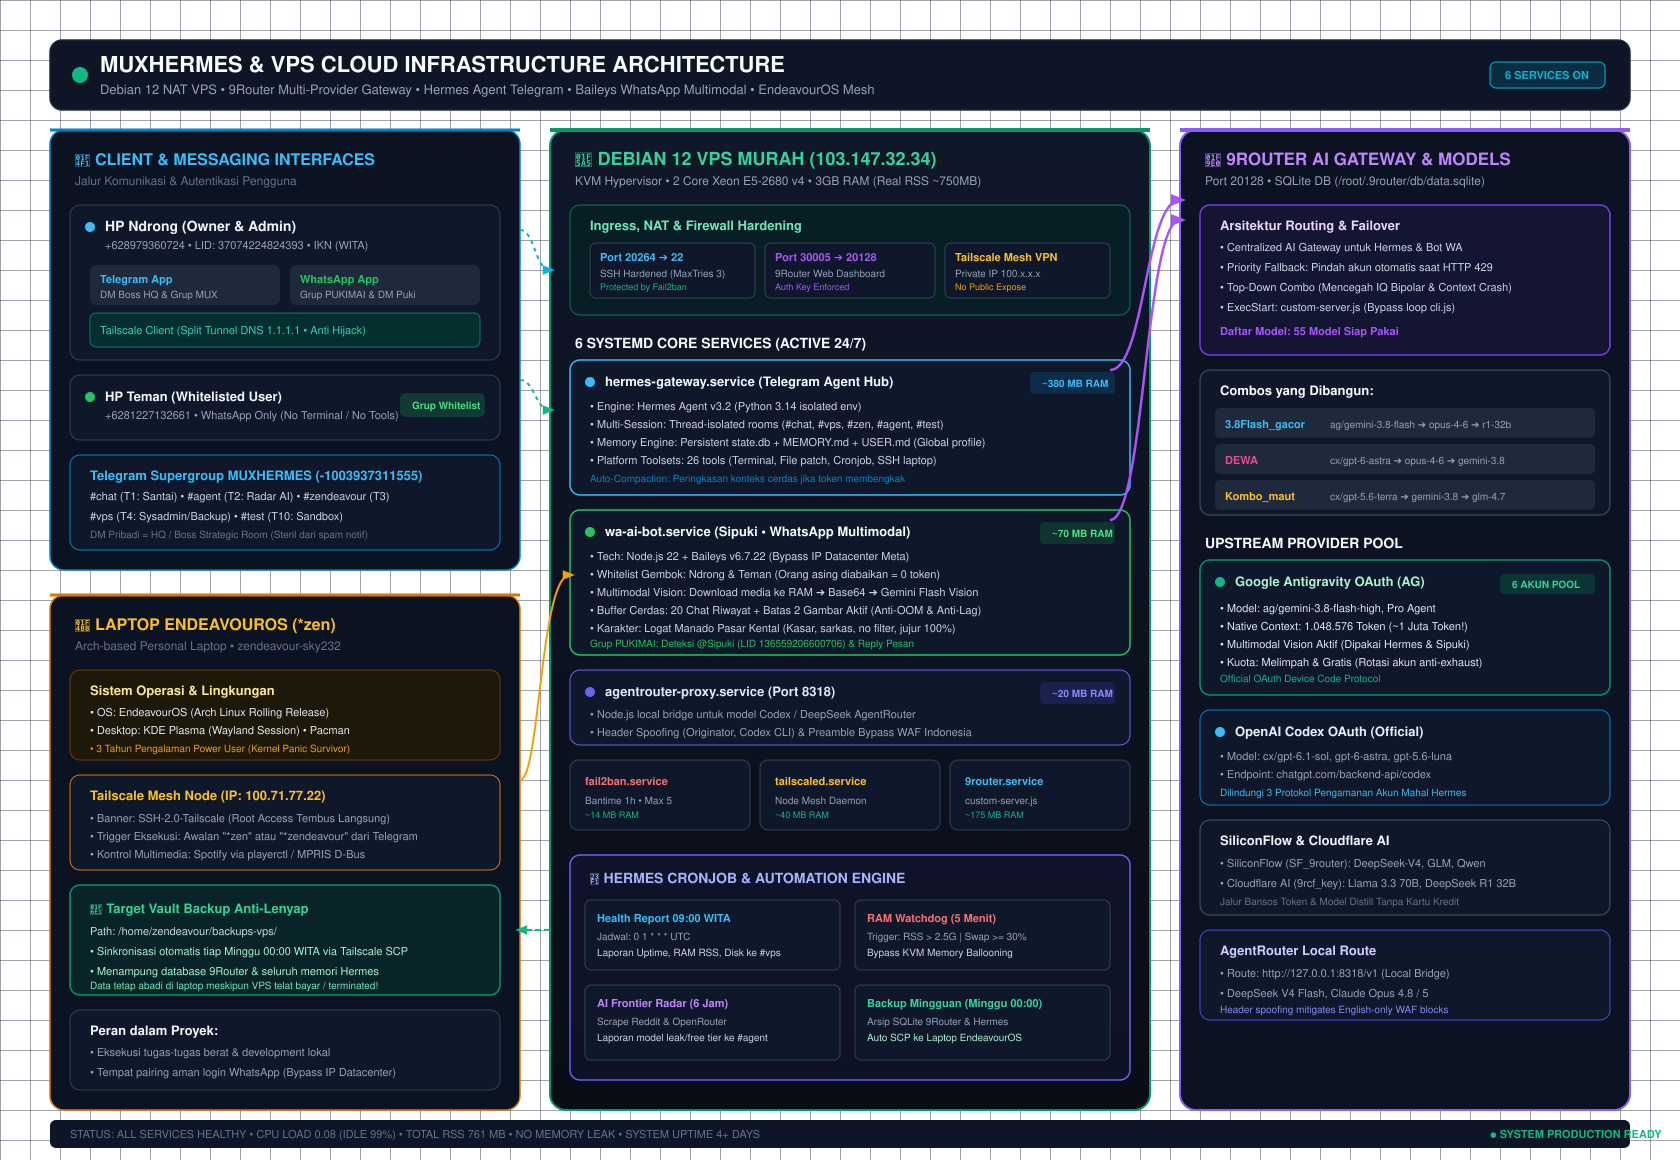 MUXHERMES & VPS CLOUD INFRASTRUCTURE ARCHITECTURE
Debian 12 NAT VPS • 9Router Multi-Provider Gateway • Hermes Agent Telegram • Baileys WhatsApp Multimodal • EndeavourOS Mesh
6 SERVICES ON
CLIENT & MESSAGING INTERFACES
Jalur Komunikasi & Autentikasi Pengguna
HP Ndrong (Owner & Admin)
+628979360724 • LID: 37074224824393 • IKN (WITA)
Telegram App
DM Boss HQ & Grup MUX
WhatsApp App
Grup PUKIMAI & DM Puki
Tailscale Client (Split Tunnel DNS 1.1.1.1 • Anti Hijack)
HP Teman (Whitelisted User)
+6281227132661 • WhatsApp Only (No Terminal / No Tools)
Grup Whitelist
Telegram Supergroup MUXHERMES (-1003937311555)
#chat (T1: Santai) • #agent (T2: Radar AI) • #zendeavour (T3)
#vps (T4: Sysadmin/Backup) • #test (T10: Sandbox)
DM Pribadi = HQ / Boss Strategic Room (Steril dari spam notif)
LAPTOP ENDEAVOUROS (*zen)
Arch-based Personal Laptop • zendeavour-sky232
Sistem Operasi & Lingkungan
• OS: EndeavourOS (Arch Linux Rolling Release)
• Desktop: KDE Plasma (Wayland Session) • Pacman
• 3 Tahun Pengalaman Power User (Kernel Panic Survivor)
Tailscale Mesh Node (IP: 100.71.77.22)
• Banner: SSH-2.0-Tailscale (Root Access Tembus Langsung)
• Trigger Eksekusi: Awalan "*zen" atau "*zendeavour" dari Telegram
• Kontrol Multimedia: Spotify via playerctl / MPRIS D-Bus
Target Vault Backup Anti-Lenyap
Path: /home/zendeavour/backups-vps/
• Sinkronisasi otomatis tiap Minggu 00:00 WITA via Tailscale SCP
• Menampung database 9Router & seluruh memori Hermes
Data tetap abadi di laptop meskipun VPS telat bayar / terminated!
Peran dalam Proyek:
• Eksekusi tugas-tugas berat & development lokal
• Tempat pairing aman login WhatsApp (Bypass IP Datacenter)
DEBIAN 12 VPS MURAH (103.147.32.34)
KVM Hypervisor • 2 Core Xeon E5-2680 v4 • 3GB RAM (Real RSS ~750MB)
Ingress, NAT & Firewall Hardening
Port 20264 ➔ 22
SSH Hardened (MaxTries 3)
Protected by Fail2ban
Port 30005 ➔ 20128
9Router Web Dashboard
Auth Key Enforced
Tailscale Mesh VPN
Private IP 100.x.x.x
No Public Expose
6 SYSTEMD CORE SERVICES (ACTIVE 24/7)
hermes-gateway.service (Telegram Agent Hub)
~380 MB RAM
• Engine: Hermes Agent v3.2 (Python 3.14 isolated env)
• Multi-Session: Thread-isolated rooms (#chat, #vps, #zen, #agent, #test)
• Memory Engine: Persistent state.db + MEMORY.md + USER.md (Global profile)
• Platform Toolsets: 26 tools (Terminal, File patch, Cronjob, SSH laptop)
Auto-Compaction: Peringkasan konteks cerdas jika token membengkak
wa-ai-bot.service (Sipuki • WhatsApp Multimodal)
~70 MB RAM
• Tech: Node.js 22 + Baileys v6.7.22 (Bypass IP Datacenter Meta)
• Whitelist Gembok: Ndrong & Teman (Orang asing diabaikan = 0 token)
• Multimodal Vision: Download media ke RAM ➔ Base64 ➔ Gemini Flash Vision
• Buffer Cerdas: 20 Chat Riwayat + Batas 2 Gambar Aktif (Anti-OOM & Anti-Lag)
• Karakter: Logat Manado Pasar Kental (Kasar, sarkas, no filter, jujur 100%)
Grup PUKIMAI: Deteksi @Sipuki (LID 136559206600706) & Reply Pesan
agentrouter-proxy.service (Port 8318)
~20 MB RAM
• Node.js local bridge untuk model Codex / DeepSeek AgentRouter
• Header Spoofing (Originator, Codex CLI) & Preamble Bypass WAF Indonesia
fail2ban.service
Bantime 1h • Max 5
~14 MB RAM
tailscaled.service
Node Mesh Daemon
~40 MB RAM
9router.service
custom-server.js
~175 MB RAM
HERMES CRONJOB & AUTOMATION ENGINE
Health Report 09:00 WITA
Jadwal: 0 1 * * * UTC
Laporan Uptime, RAM RSS, Disk ke #vps
RAM Watchdog (5 Menit)
Trigger: RSS > 2.5G | Swap >= 30%
Bypass KVM Memory Ballooning
AI Frontier Radar (6 Jam)
Scrape Reddit & OpenRouter
Laporan model leak/free tier ke #agent
Backup Mingguan (Minggu 00:00)
Arsip SQLite 9Router & Hermes
Auto SCP ke Laptop EndeavourOS
9ROUTER AI GATEWAY & MODELS
Port 20128 • SQLite DB (/root/.9router/db/data.sqlite)
Arsitektur Routing & Failover
• Centralized AI Gateway untuk Hermes & Bot WA
• Priority Fallback: Pindah akun otomatis saat HTTP 429
• Top-Down Combo (Mencegah IQ Bipolar & Context Crash)
• ExecStart: custom-server.js (Bypass loop cli.js)
Daftar Model: 55 Model Siap Pakai
Combos yang Dibangun:
3.8Flash_gacor ag/gemini-3.8-flash ➔ opus-4-6 ➔ r1-32b
DEWA cx/gpt-6-astra ➔ opus-4-6 ➔ gemini-3.8
Kombo_maut cx/gpt-5.6-terra ➔ gemini-3.8 ➔ glm-4.7
UPSTREAM PROVIDER POOL
Google Antigravity OAuth (AG)
6 AKUN POOL
• Model: ag/gemini-3.8-flash-high, Pro Agent
• Native Context: 1.048.576 Token (~1 Juta Token!)
• Multimodal Vision Aktif (Dipakai Hermes & Sipuki)
• Kuota: Melimpah & Gratis (Rotasi akun anti-exhaust)
Official OAuth Device Code Protocol
OpenAI Codex OAuth (Official)
• Model: cx/gpt-6.1-sol, gpt-6-astra, gpt-5.6-luna
• Endpoint: chatgpt.com/backend-api/codex
Dilindungi 3 Protokol Pengamanan Akun Mahal Hermes
SiliconFlow & Cloudflare AI
• SiliconFlow (SF_9router): DeepSeek-V4, GLM, Qwen
• Cloudflare AI (9rcf_key): Llama 3.3 70B, DeepSeek R1 32B
Jalur Bansos Token & Model Distill Tanpa Kartu Kredit
AgentRouter Local Route
• Route: http://127.0.0.1:8318/v1 (Local Bridge)
• DeepSeek V4 Flash, Claude Opus 4.8 / 5
Header spoofing mitigates English-only WAF blocks
STATUS: ALL SERVICES HEALTHY • CPU LOAD 0.08 (IDLE 99%) • TOTAL RSS 761 MB • NO MEMORY LEAK • SYSTEM UPTIME 4+ DAYS
● SYSTEM PRODUCTION READY